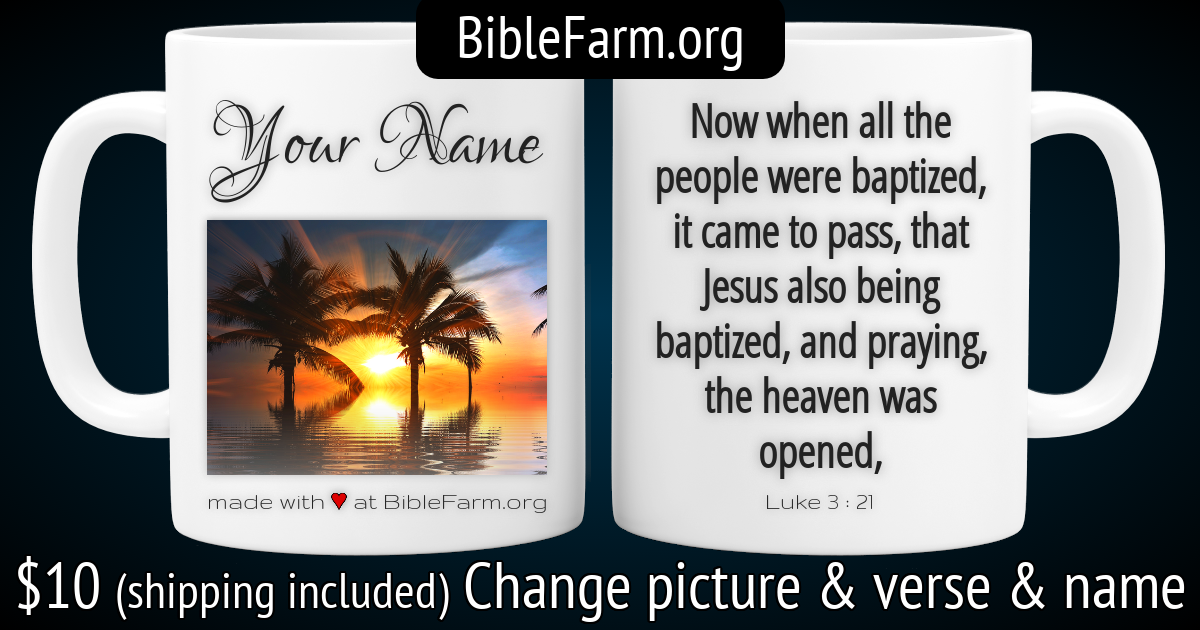 BibleFarm.org
Your Name
made with ♥ at BibleFarm.org
Now when all the
people were baptized,
it came to pass, that
Jesus also being
baptized, and praying,
the heaven was
opened,
Luke 3 : 21
$10 (shipping included) Change picture & verse & name